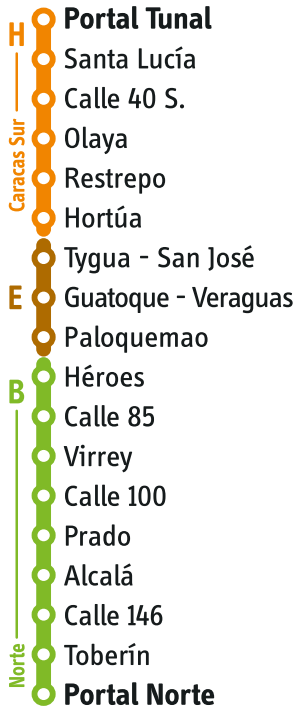 H
Caracas Sur
Portal Tunal
Santa Lucía
Calle 40 S.
Olaya
Restrepo
Hortúa
E
Tygua - San José
Guatoque - Veraguas
Paloquemao
B
Norte
Héroes
Calle 85
Virrey
Calle 100
Prado
Alcalá
Calle 146
Toberín
Portal Norte